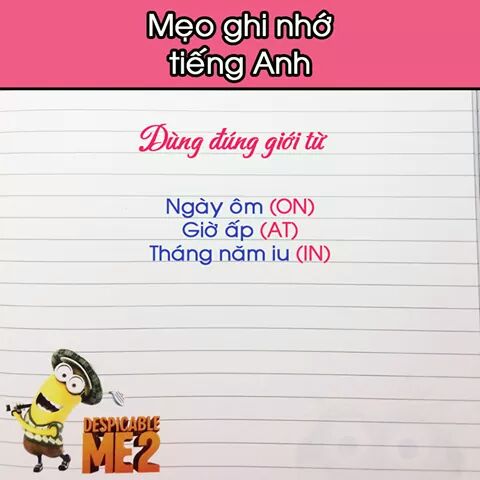 Mẹo ghi nhớ
tiếng Anh
Dùng đúng giới từ
Ngày ôm (ON)
Giờ ấp (AT)
Tháng năm iu (IN)
DESPICABLE
ME2